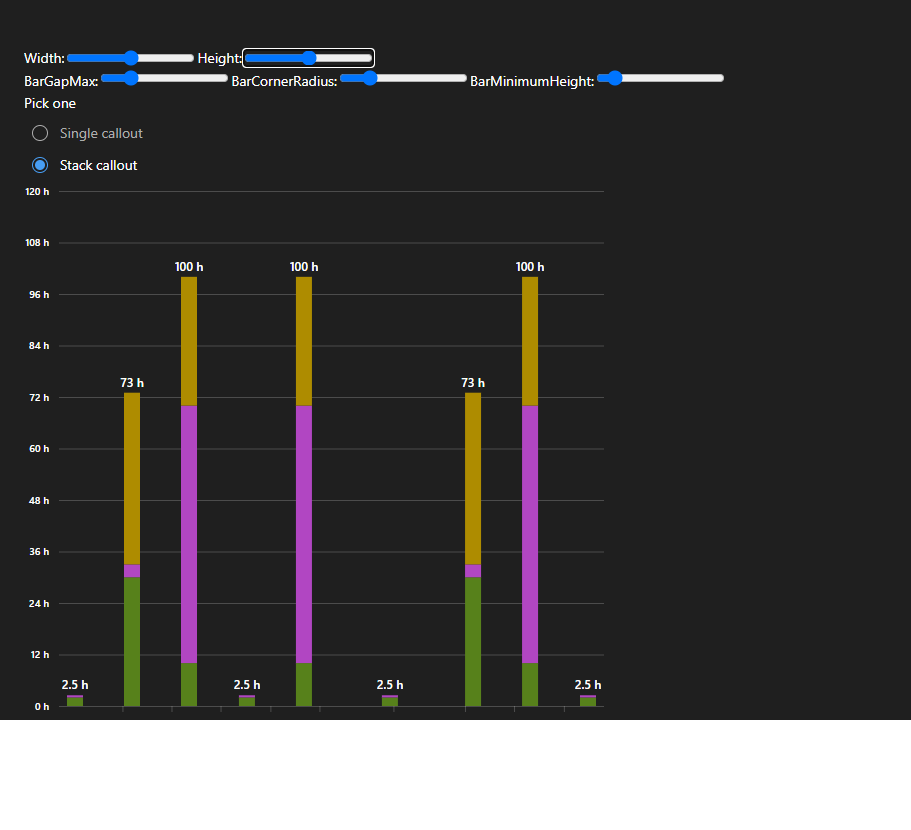 Width: Height:
BarGapMax: BarCornerRadius: BarMinimumHeight:
Pick one
Single callout
Stack callout
120 h
108 h
100 h 100 h 100 h
96 h
84 h
73 h 73 h
72 h
60 h
48 h
36 h
24 h
12 h
2.5 h 2.5 h 2.5 h 2.5 h
0 h